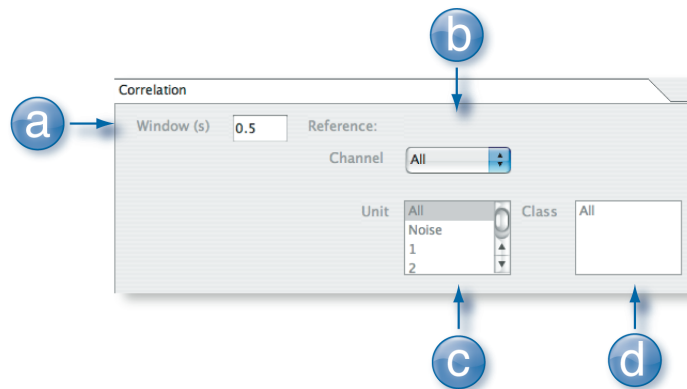 b
Correlation
a
Window (s) 0.5 Reference:
Channel All
Unit All Class All
Noise
1
2
c d